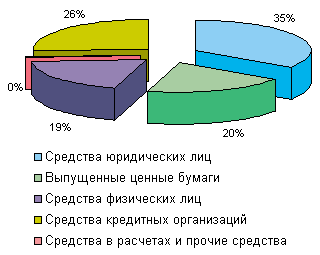 26%
35%
0%
19%
20%
Средства юридических лиц
Выпущенные ценные бумаги
Средства физических лиц
Средства кредитных организаций
Средства в расчетах и прочие средства